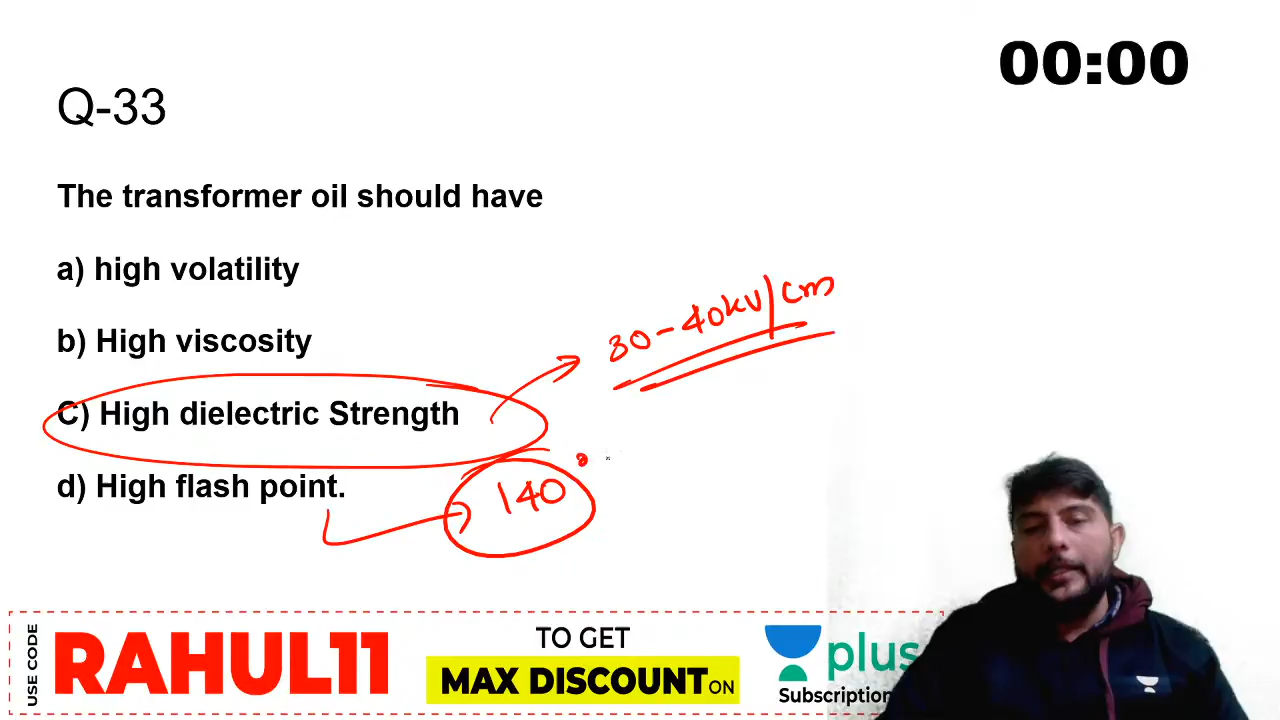 00:00
Q-33
The transformer oil should have
a) high volatility
b) High viscosity
30-40kV/cm
C) High dielectric Strength
d) High flash point.
140°
USE CODE
RAHUL11
TO GET
MAX DISCOUNT ON
plus
Subscription